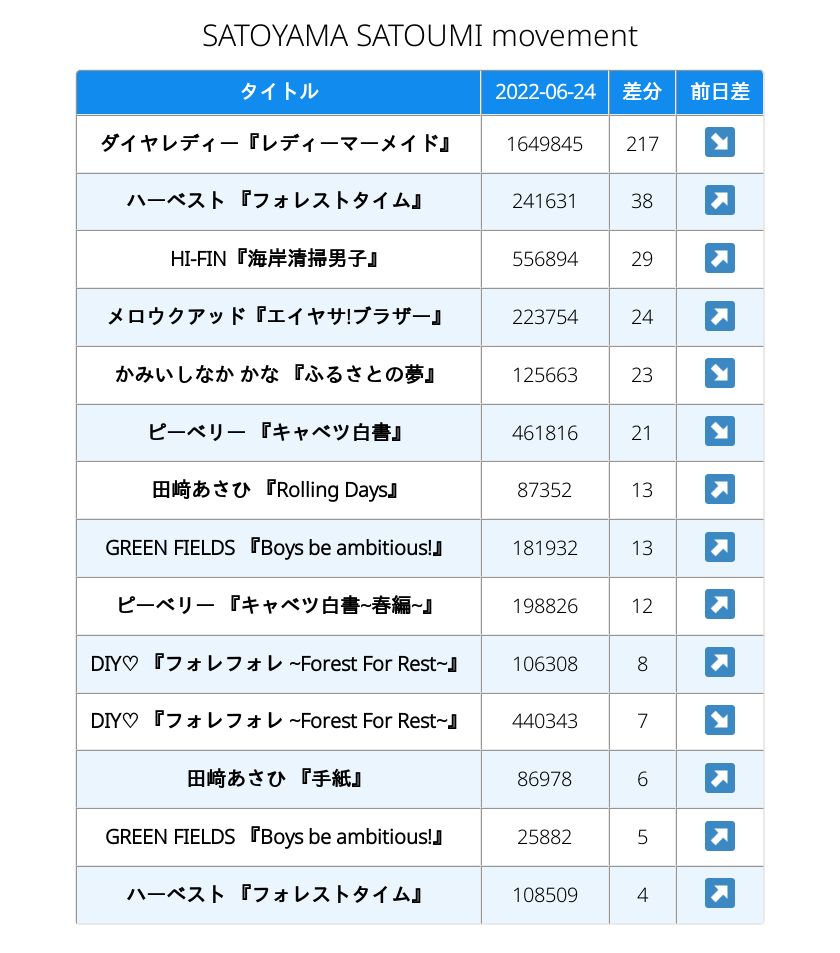 SATOYAMA SATOUMI movement
タイトル 2022-06-24 差分 前日差
ダイヤレディー『レディーマーメイド』 1649845 217 ↘
ハーベスト 『フォレストタイム』 241631 38 ↗
HI-FIN『海岸清掃男子』 556894 29 ↗
メロウクアッド『エイヤサ!ブラザー』 223754 24 ↗
かみいしなか かな 『ふるさとの夢』 125663 23 ↘
ピーベリー 『キャベツ白書』 461816 21 ↘
田﨑あさひ 『Rolling Days』 87352 13 ↗
GREEN FIELDS 『Boys be ambitious!』 181932 13 ↗
ピーベリー 『キャベツ白書~春編~』 198826 12 ↗
DIY♡ 『フォレフォレ ~Forest For Rest~』 106308 8 ↗
DIY♡ 『フォレフォレ ~Forest For Rest~』 440343 7 ↘
田﨑あさひ 『手紙』 86978 6 ↗
GREEN FIELDS 『Boys be ambitious!』 25882 5 ↗
ハーベスト 『フォレストタイム』 108509 4 ↗